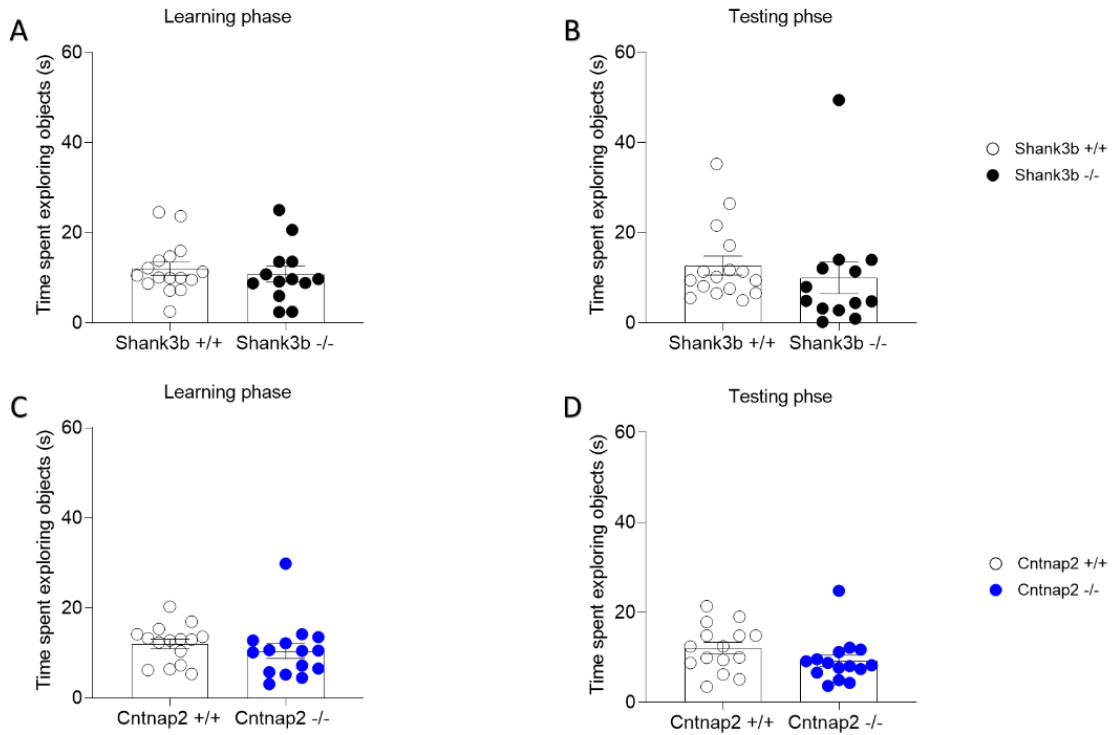 A
Learning phase
Time spent exploring objects (s)
60
40
20
0
Shank3b +/+
Shank3b -/-
B
Testing phse
Time spent exploring objects (s)
60
40
20
0
Shank3b +/+
Shank3b -/-
Shank3b +/+
Shank3b -/-
C
Learning phase
Time spent exploring objects (s)
60
40
20
0
Cntnap2 +/+
Cntnap2 -/-
D
Testing phse
Time spent exploring objects (s)
60
40
20
0
Cntnap2 +/+
Cntnap2 -/-
Cntnap2 +/+
Cntnap2 -/-